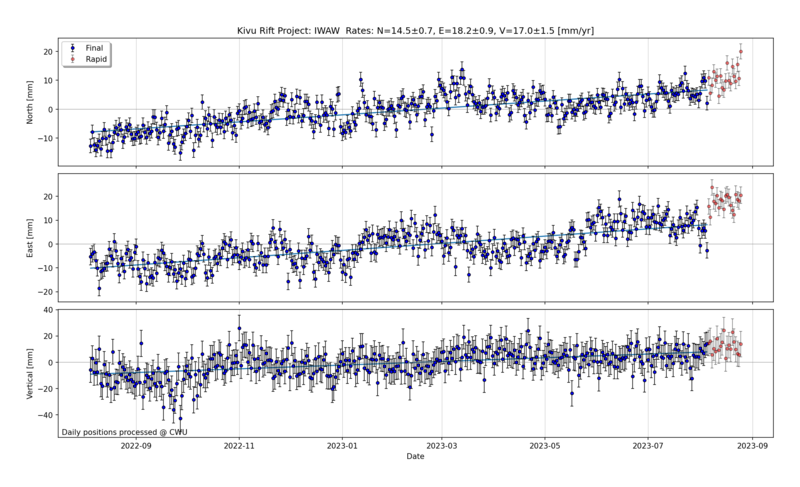 Kivu Rift Project: IWAW Rates: N=14.5±0.7, E=18.2±0.9, V=17.0±1.5 [mm/yr]
Final
Rapid
North [mm]
20
10
0
−10
East [mm]
20
10
0
−10
−20
Vertical [mm]
40
20
0
−20
−40
Daily positions processed @ CWU
2022-09
2022-11
2023-01
2023-03
2023-05
2023-07
2023-09
Date